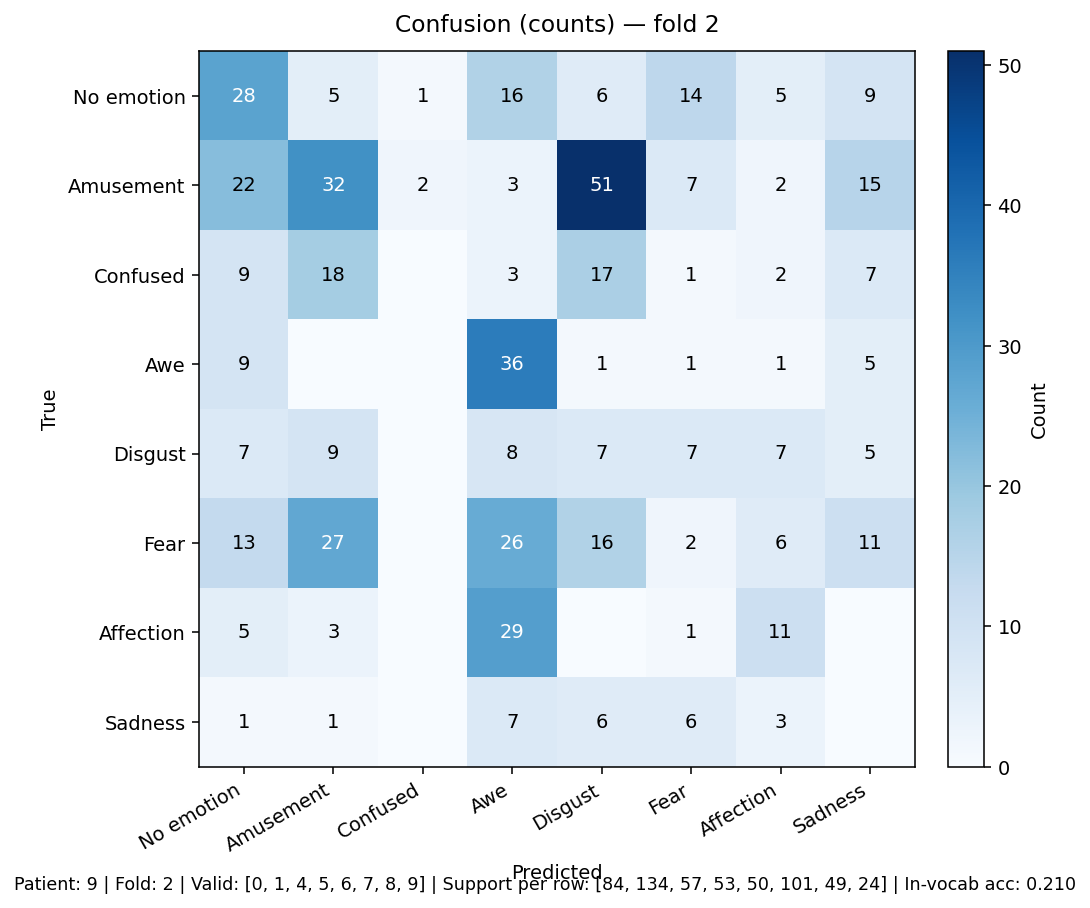 Confusion (counts) — fold 2
No emotion 28 5 1 16 6 14 5 9
Amusement 22 32 2 3 51 7 2 15
Confused 9 18 3 17 1 2 7
Awe 9 36 1 1 1 5
Disgust 7 9 8 7 7 7 5
Fear 13 27 26 16 2 6 11
Affection 5 3 29 1 11
Sadness 1 1 7 6 6 3
True
No emotion Amusement Confused Awe Disgust Fear Affection Sadness
Predicted
50
40
30
20
10
0
Count
Patient: 9 | Fold: 2 | Valid: [0, 1, 4, 5, 6, 7, 8, 9] | Support per row: [84, 134, 57, 53, 50, 101, 49, 24] | In-vocab acc: 0.210